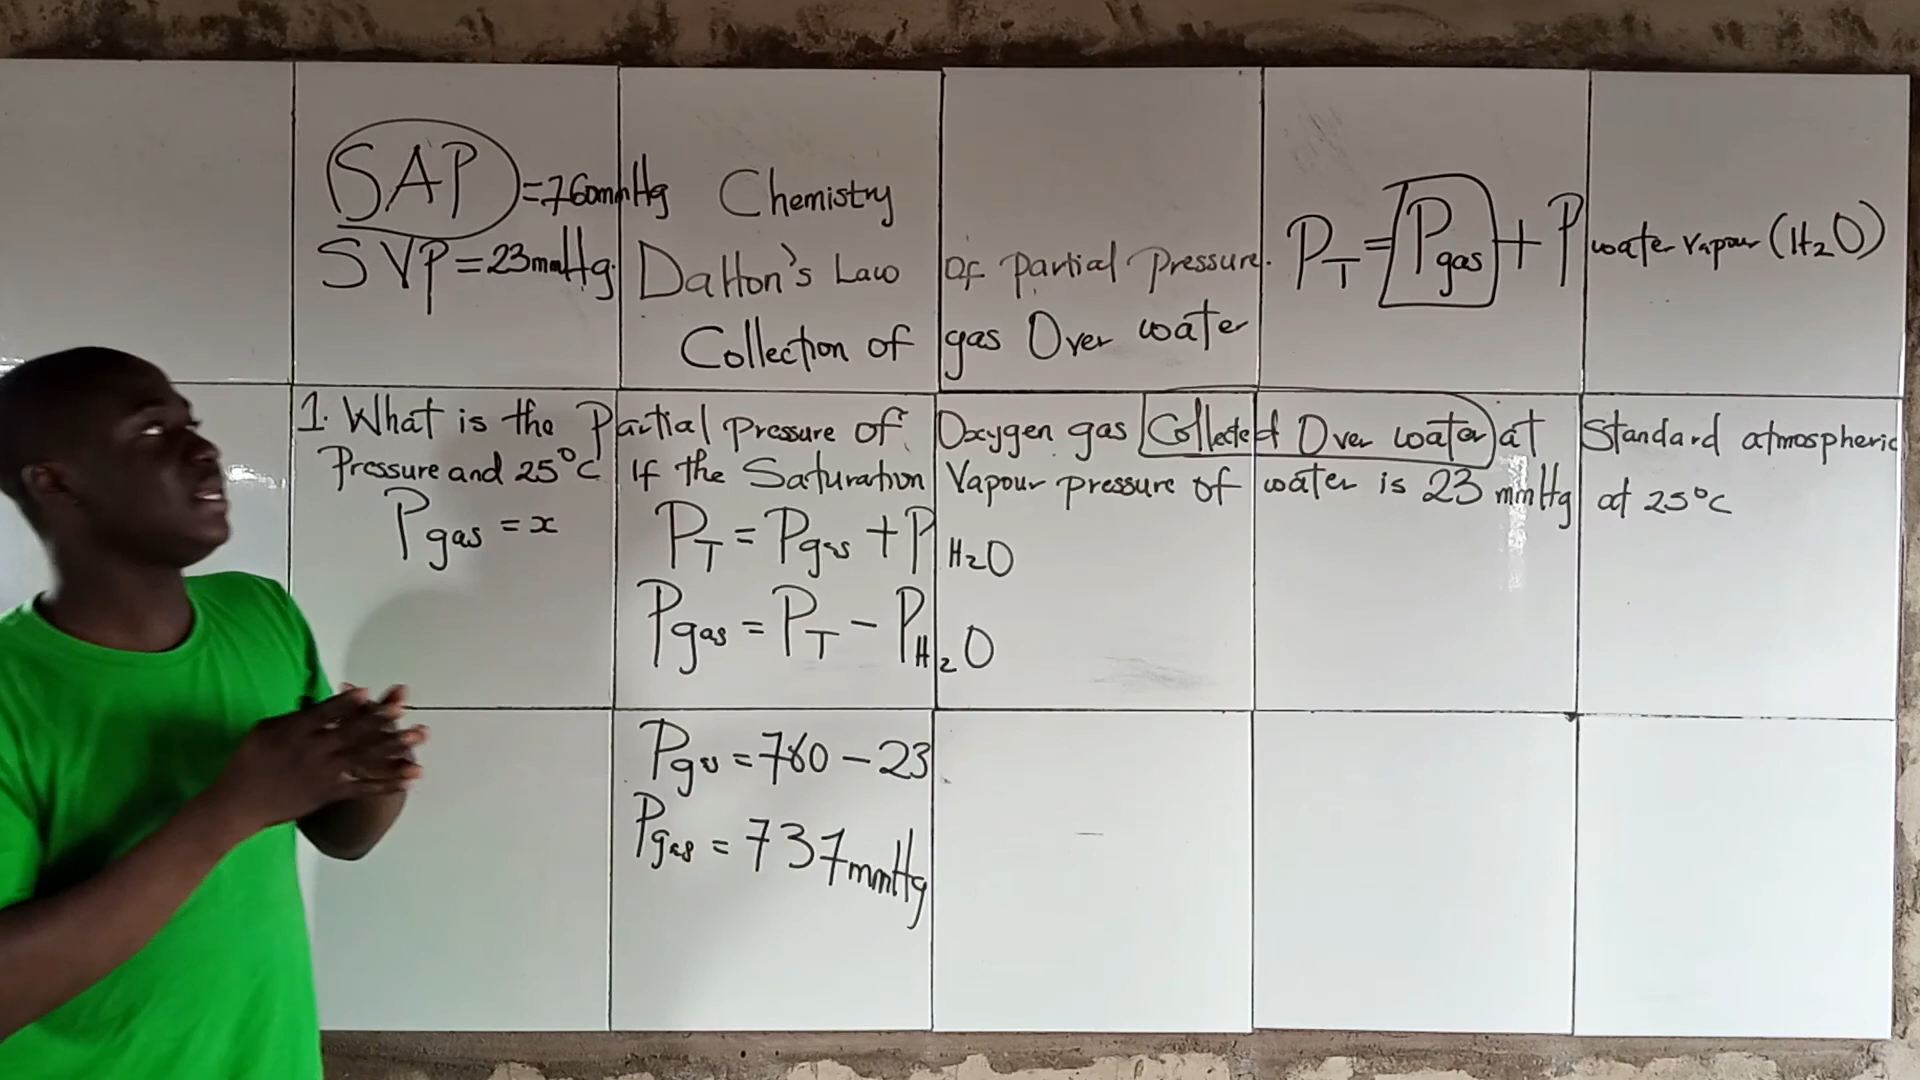 SAP = 760mmHg
SVP = 23mmHg.
Chemistry
Dalton's Law of Partial Pressure.
Collection of gas Over water
P_T = P_gas + P water vapour (H₂O)
1. What is the Partial pressure of Oxygen gas Collected Over water at Standard atmospheric
Pressure and 25°C if the Saturation Vapour pressure of water is 23 mmHg at 25°C
P_gas = x
P_T = P_gas + P_H₂O
P_gas = P_T - P_H₂O
P_gas = 760 - 23
P_gas = 737mmHg